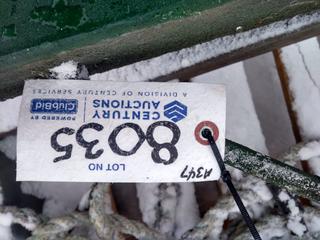 CENTURY
AUCTIONS
A DIVISION OF CENTURY SERVICES
POWERED BY
ClubBid
LOT NO
8035
A347